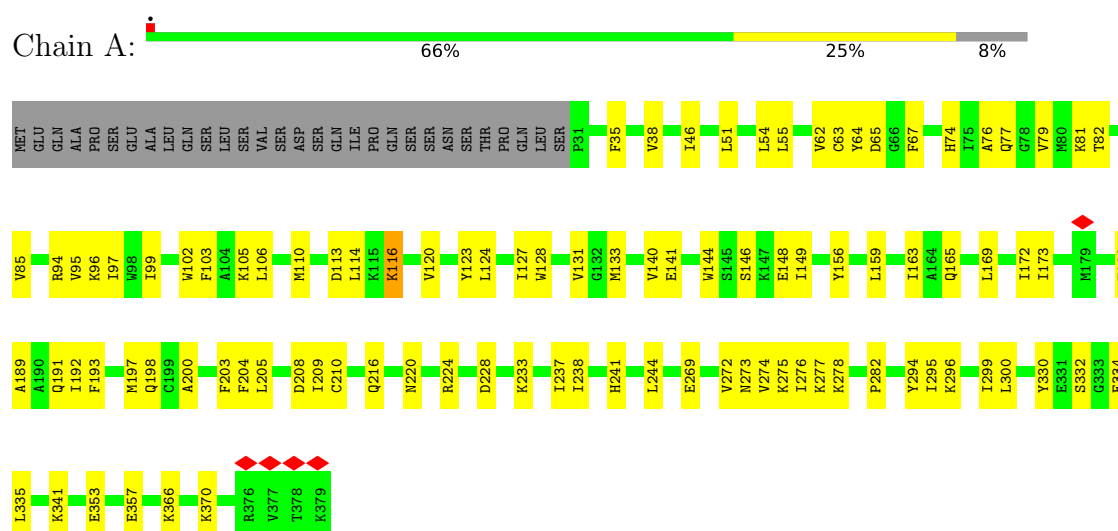 Chain A:
66% 25% 8%
MET GLU GLN ALA PRO SER GLU ALA LEU GLN SER LEU SER VAL SER ASP SER GLN ILE PRO GLN SER SER ASN SER THR PRO GLN LEU SER P31 F35 V38 I46 L51 L54 L55 V62 C63 Y64 D65 G66 F67 H74 I75 A76 Q77 G78 V79 M80 K81 T82
V85 R94 V95 K96 I97 W98 I99 W102 F103 A104 K105 L106 M110 D113 L114 K115 K116 V120 Y123 L124 I127 W128 V131 G132 M133 V140 E141 W144 S145 S146 K147 E148 I149 Y156 L159 I163 A164 Q165 L169 I172 I173 M179
A189 A190 Q191 I192 F193 M197 Q198 C199 A200 F203 F204 L205 D208 I209 C210 Q216 N220 R224 D228 K233 I237 I238 H241 L244 E269 V272 N273 V274 K275 I276 K277 K278 P282 Y294 I295 K296 I299 L300 Y330 E331 S332 G333
L335 K341 E353 E357 K366 K370 R376 V377 T378 K379